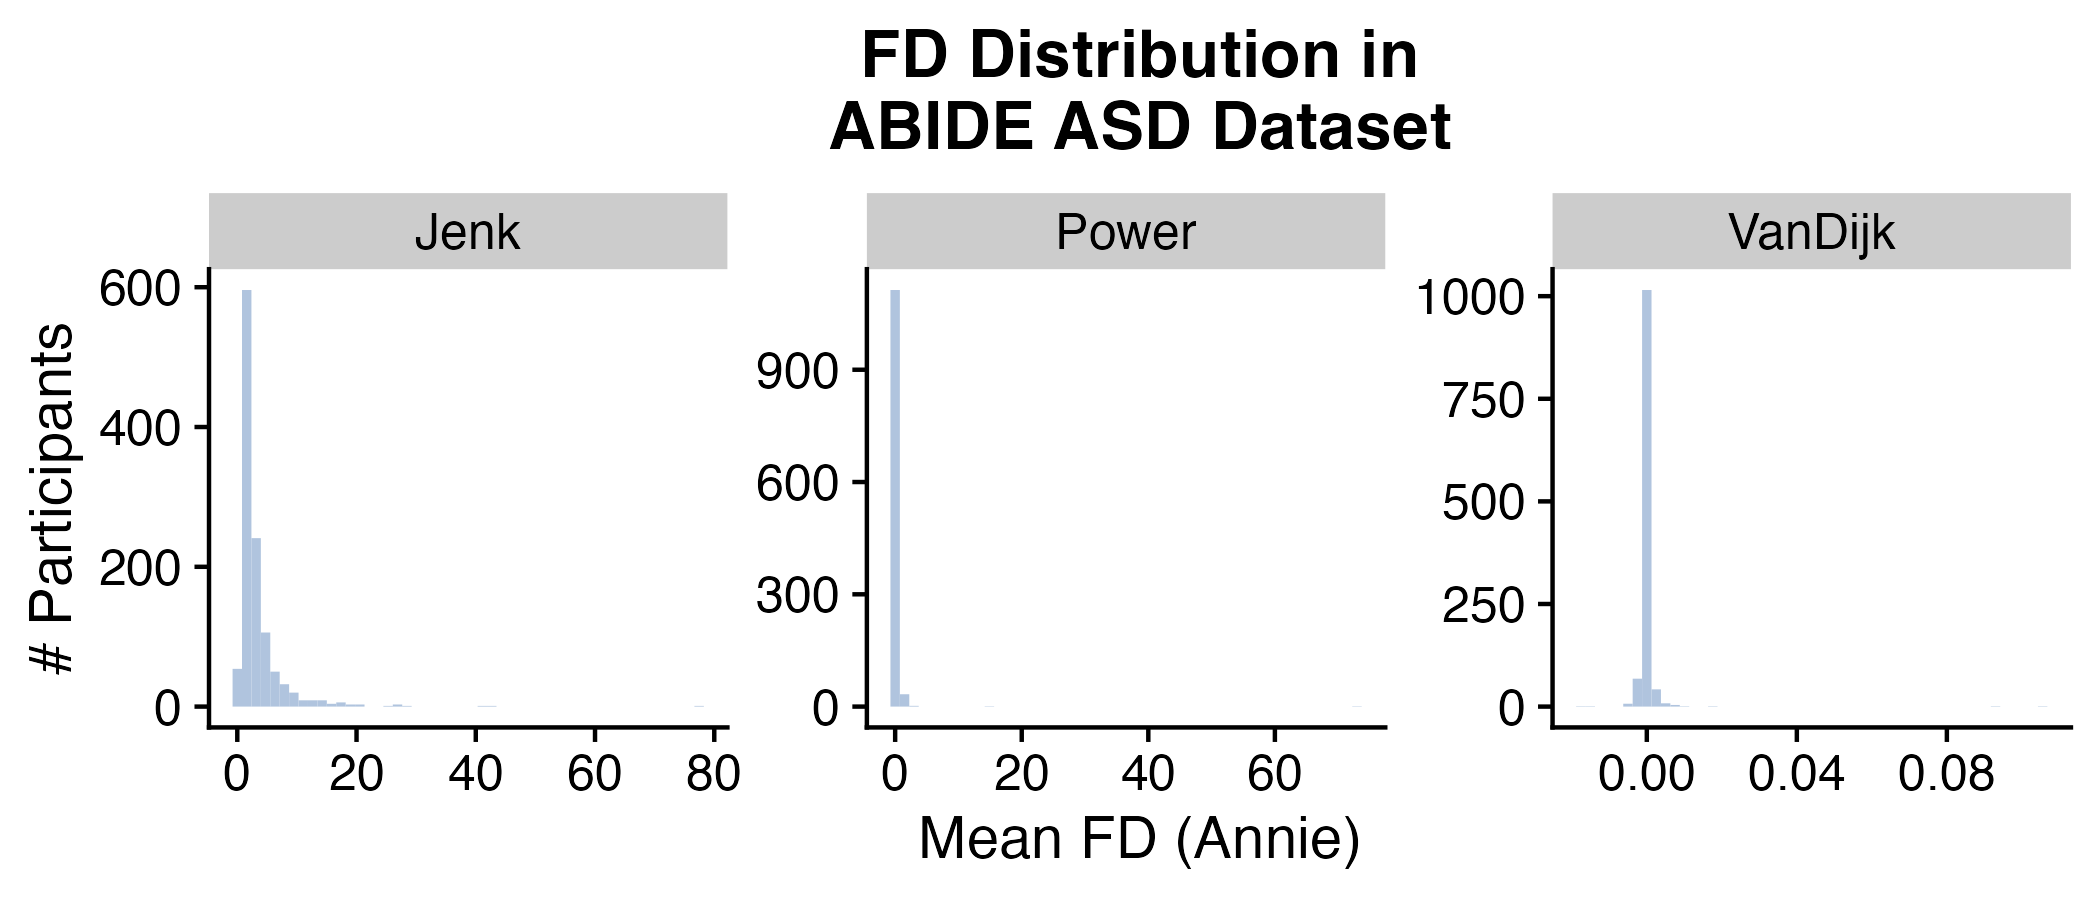 FD Distribution in
ABIDE ASD Dataset
Jenk
Power
VanDijk
# Participants
600
400
200
0
0 20 40 60 80
900
600
300
0
0 20 40 60
1000
750
500
250
0
0.00 0.04 0.08
Mean FD (Annie)